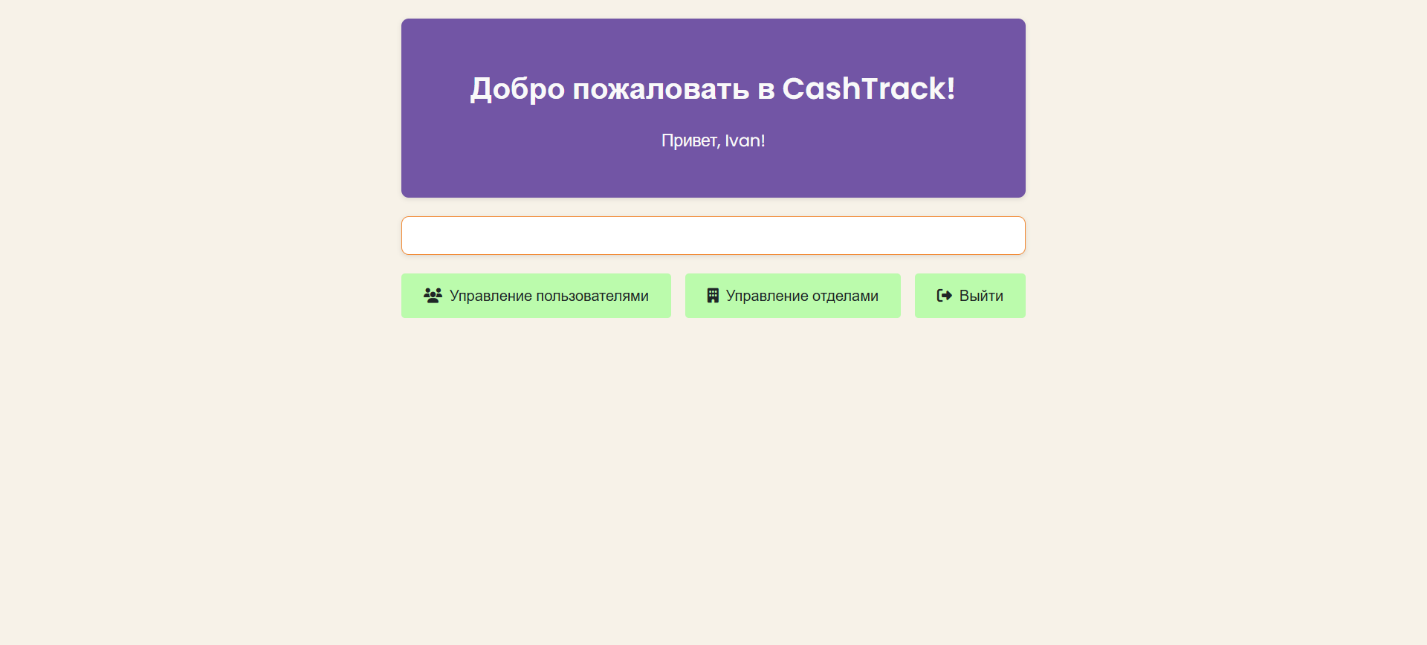 Добро пожаловать в CashTrack!
Привет, Ivan!
Управление пользователями
Управление отделами
Выйти